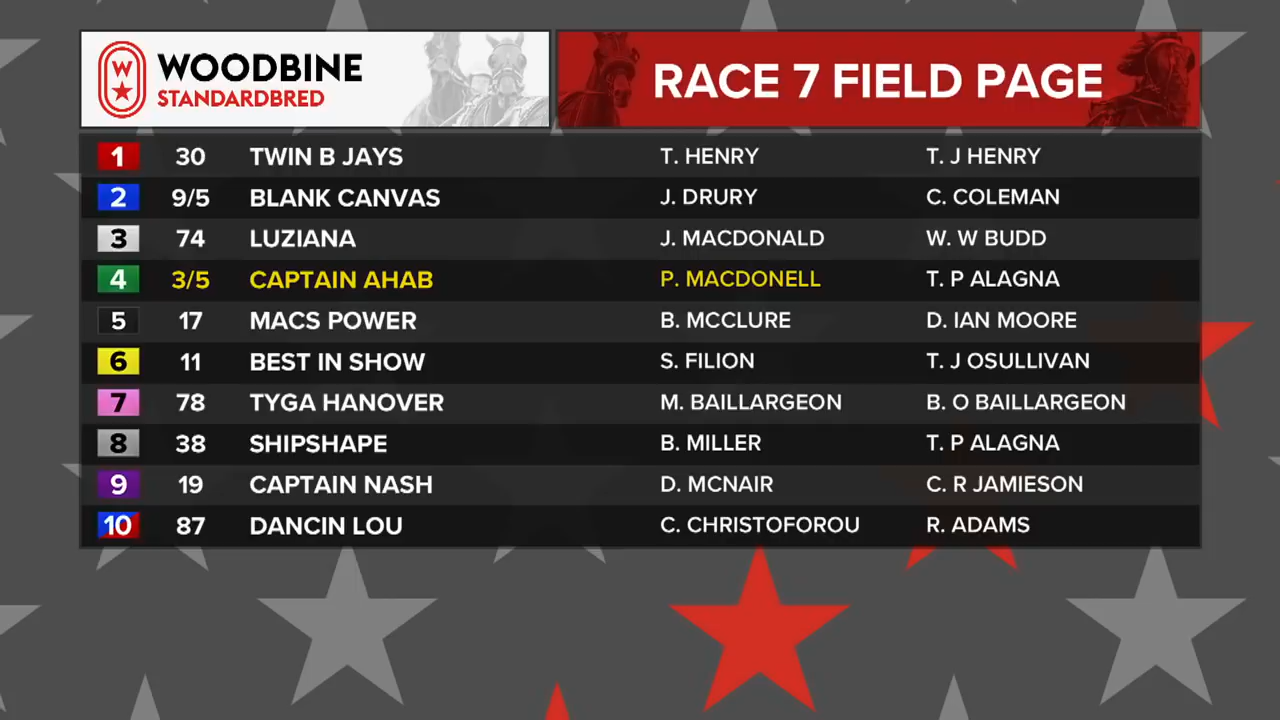 W
WOODBINE
STANDARDBRED
RACE 7 FIELD PAGE
1 30 TWIN B JAYS T. HENRY T. J HENRY
2 9/5 BLANK CANVAS J. DRURY C. COLEMAN
3 74 LUZIANA J. MACDONALD W. W BUDD
4 3/5 CAPTAIN AHAB P. MACDONELL T. P ALAGNA
5 17 MACS POWER B. MCCLURE D. IAN MOORE
6 11 BEST IN SHOW S. FILION T. J OSULLIVAN
7 78 TYGA HANOVER M. BAILLARGEON B. O BAILLARGEON
8 38 SHIPSHAPE B. MILLER T. P ALAGNA
9 19 CAPTAIN NASH D. MCNAIR C. R JAMIESON
10 87 DANCIN LOU C. CHRISTOFOROU R. ADAMS